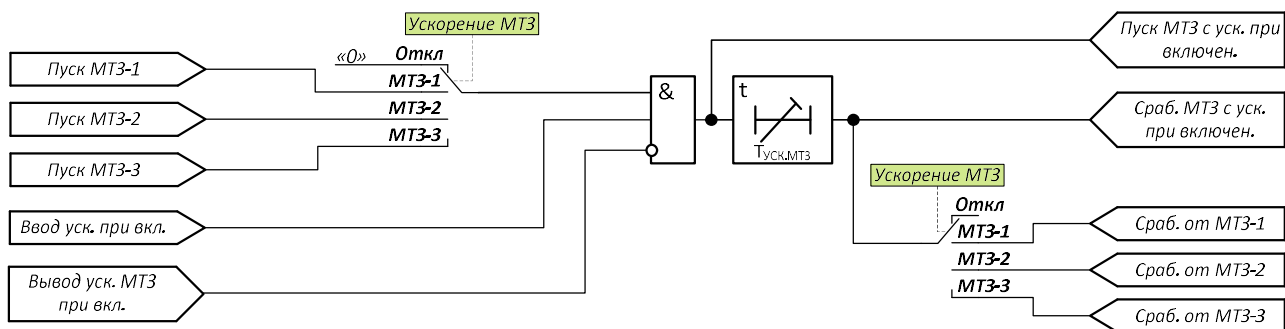 Ускорение МТЗ
«0» Откл
Пуск МТЗ-1
МТЗ-1
Пуск МТЗ-2
МТЗ-2
Пуск МТЗ-3
МТЗ-3
Ввод уск. при вкл.
Вывод уск. МТЗ
при вкл.
&
t
TУСК.МТЗ
Пуск МТЗ с уск. при
включен.
Сраб. МТЗ с уск.
при включен.
Ускорение МТЗ
Откл
МТЗ-1
МТЗ-2
МТЗ-3
Сраб. от МТЗ-1
Сраб. от МТЗ-2
Сраб. от МТЗ-3